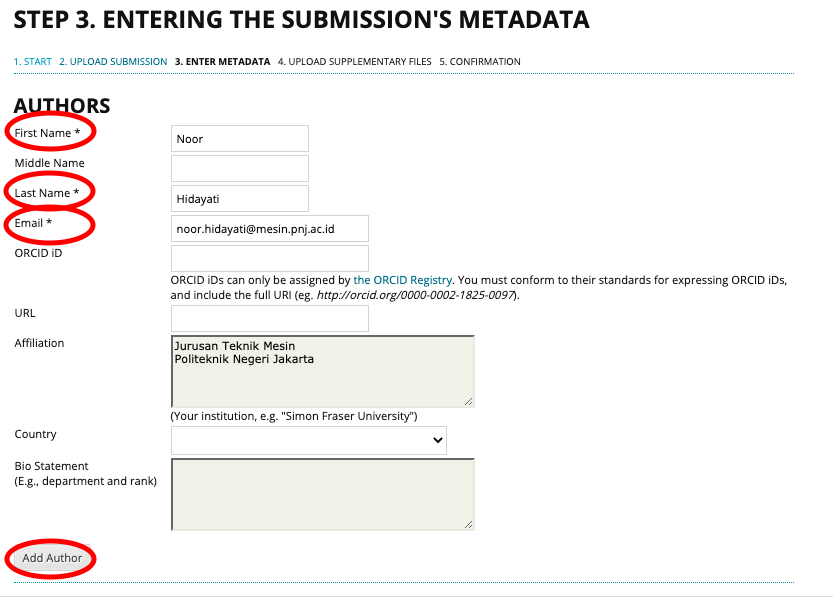 STEP 3. ENTERING THE SUBMISSION'S METADATA
1. START 2. UPLOAD SUBMISSION 3. ENTER METADATA 4. UPLOAD SUPPLEMENTARY FILES 5. CONFIRMATION
AUTHORS
First Name *
Noor
Middle Name
Last Name *
Hidayati
Email *
noor.hidayati@mesin.pnj.ac.id
ORCID iD
ORCID iDs can only be assigned by the ORCID Registry. You must conform to their standards for expressing ORCID iDs,
and include the full URI (eg. http://orcid.org/0000-0002-1825-0097).
URL
Affiliation
Jurusan Teknik Mesin
Politeknik Negeri Jakarta
(Your institution, e.g. "Simon Fraser University")
Country
Bio Statement
(E.g., department and rank)
Add Author